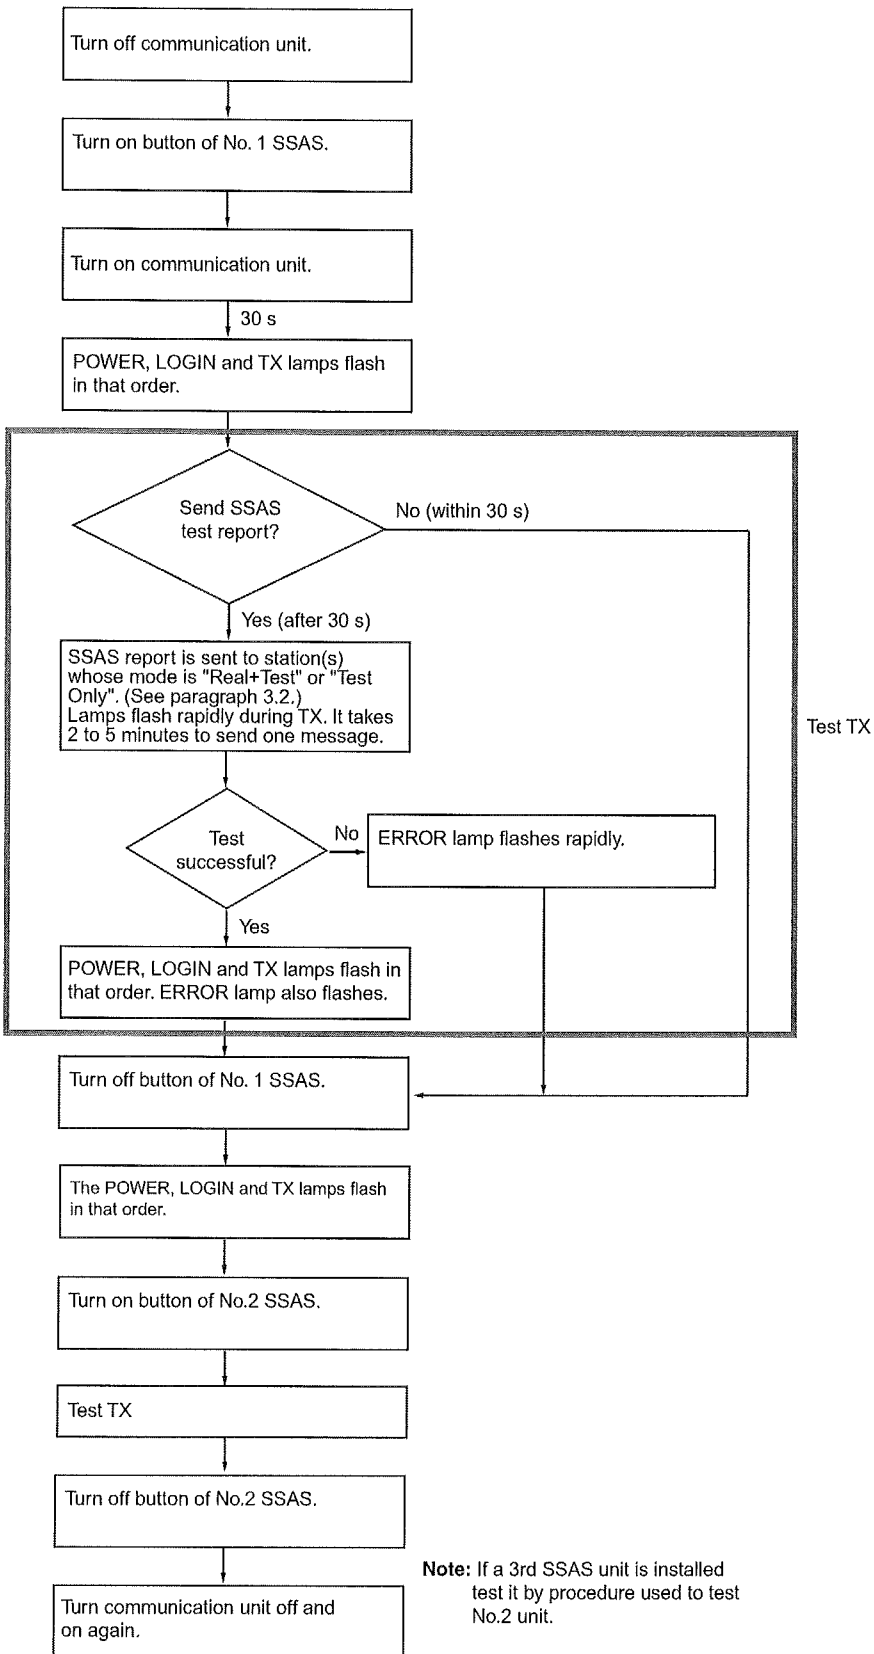 Turn off communication unit.
Turn on button of No. 1 SSAS.
Turn on communication unit.
30 s
POWER, LOGIN and TX lamps flash
in that order.
Send SSAS
test report?
No (within 30 s)
Yes (after 30 s)
SSAS report is sent to station(s)
whose mode is "Real+Test" or "Test
Only". (See paragraph 3.2.)
Lamps flash rapidly during TX. It takes
2 to 5 minutes to send one message.
Test TX
Test
successful?
No
ERROR lamp flashes rapidly.
Yes
POWER, LOGIN and TX lamps flash in
that order. ERROR lamp also flashes.
Turn off button of No. 1 SSAS.
The POWER, LOGIN and TX lamps flash
in that order.
Turn on button of No.2 SSAS.
Test TX
Turn off button of No.2 SSAS.
Turn communication unit off and
on again.
Note: If a 3rd SSAS unit is installed
test it by procedure used to test
No.2 unit.